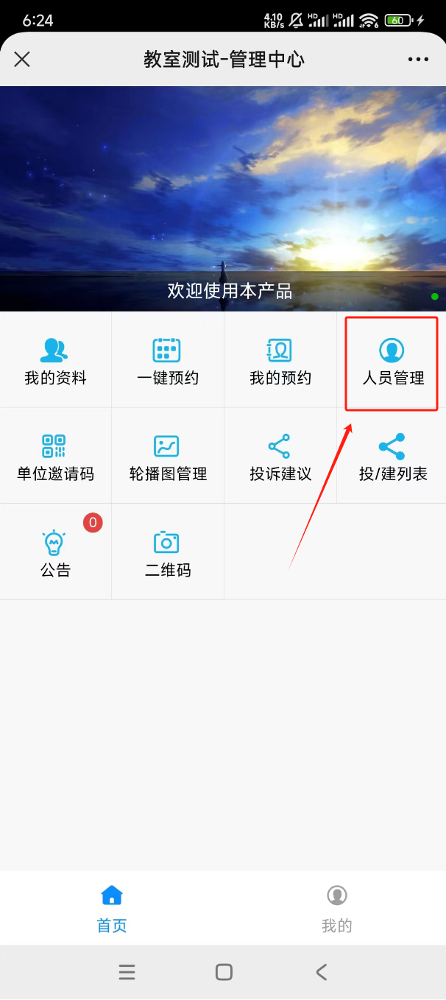 6:24 4.10 KB/s HD HD 6 60
教室测试-管理中心
欢迎使用本产品
我的资料 一键预约 我的预约 人员管理
单位邀请码 轮播图管理 投诉建议 投/建列表
0
公告 二维码
首页 我的